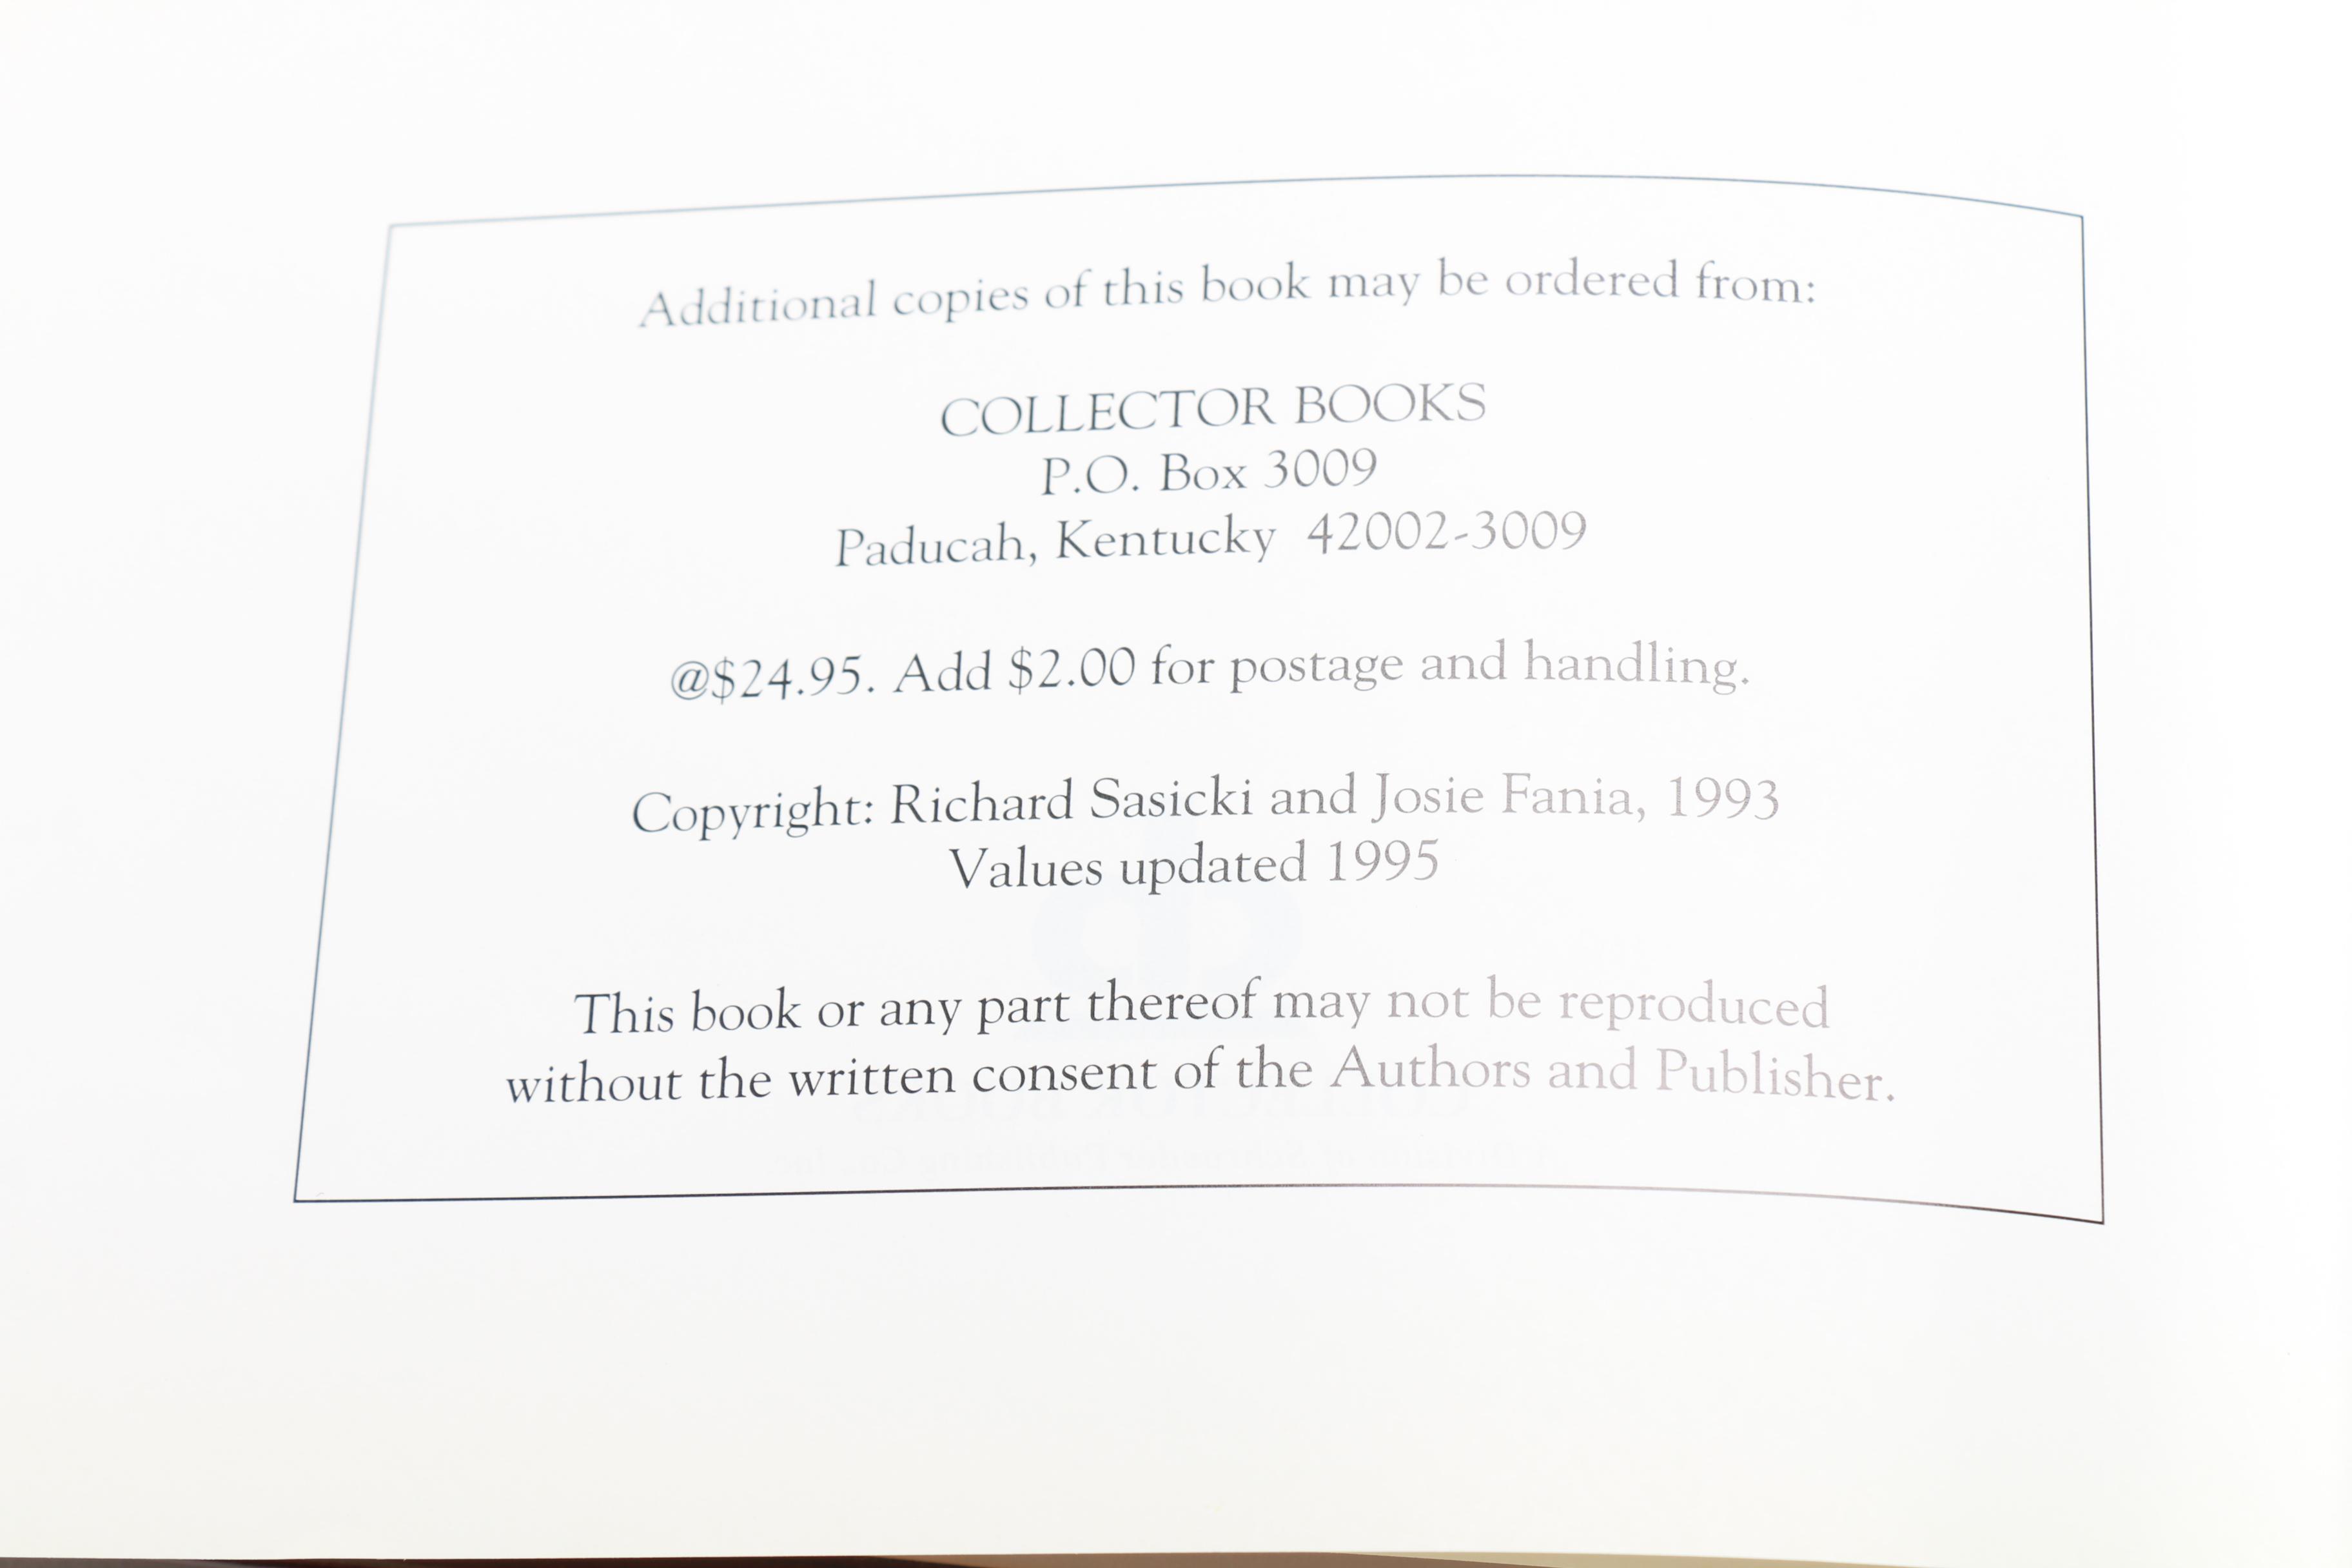 Additional copies of this book may be ordered from:
COLLECTOR BOOKS
P.O. Box 3009
Paducah, Kentucky 42002-3009
@$24.95. Add $2.00 for postage and handling.
Copyright: Richard Sasicki and Josie Fania, 1993
Values updated 1995
This book or any part thereof may not be reproduced
without the written consent of the Authors and Publisher.